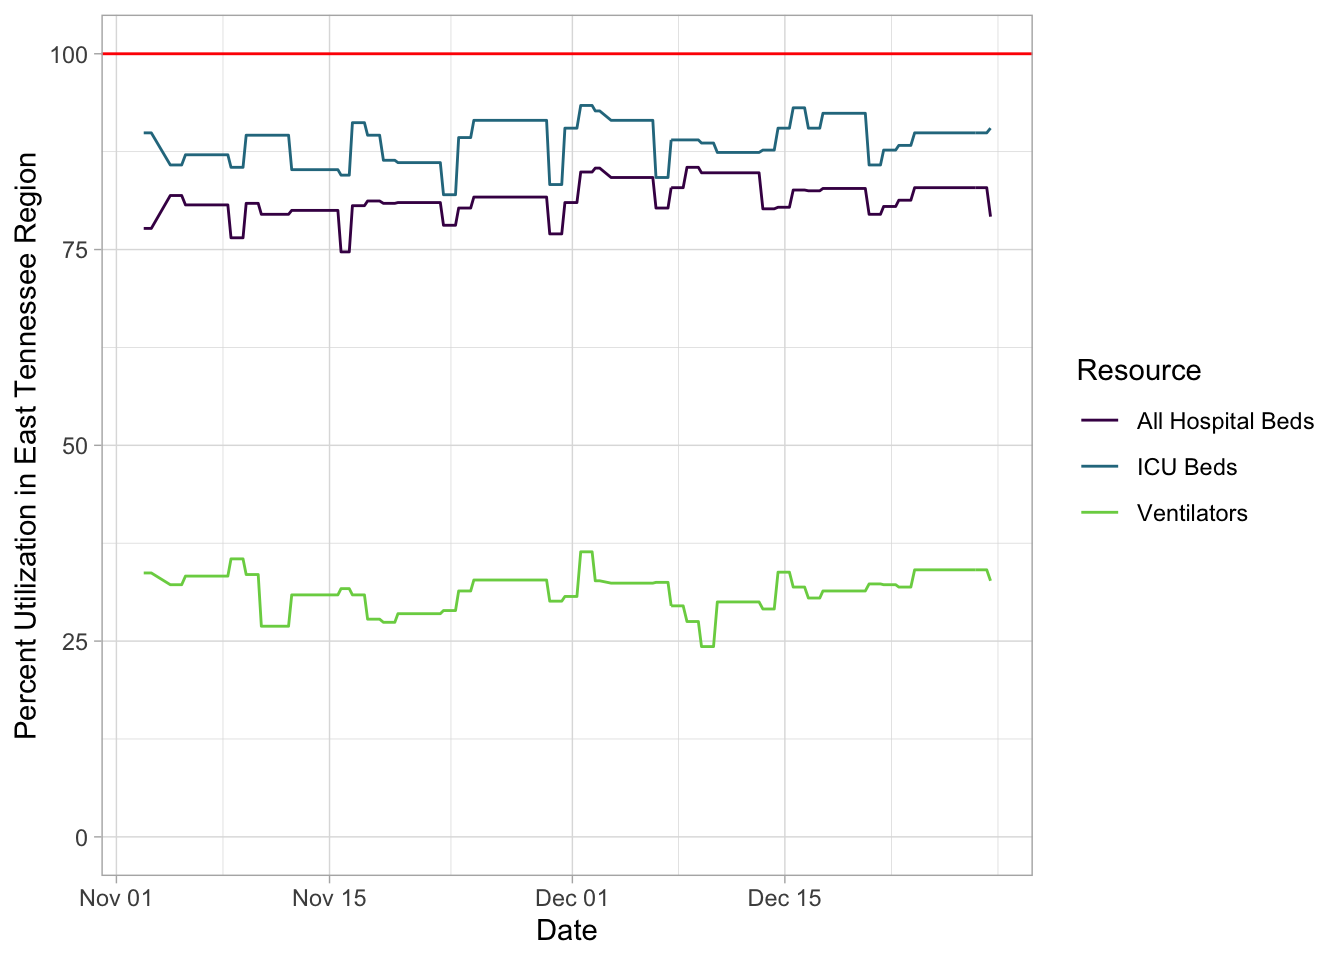 Percent Utilization in East Tennessee Region
100
75
50
25
0
Nov 01
Nov 15
Dec 01
Dec 15
Date
Resource
All Hospital Beds
ICU Beds
Ventilators